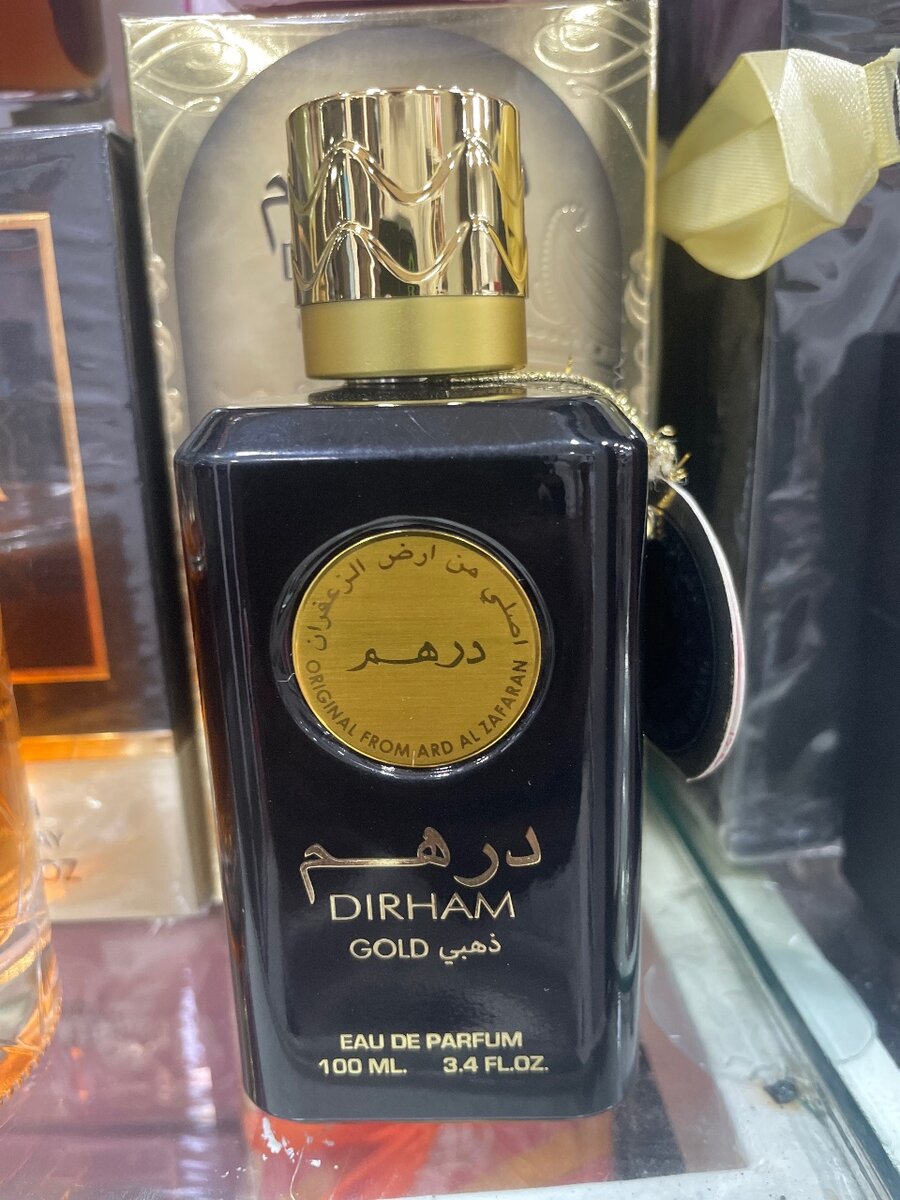 اصلي من ارض الزعفران
درهم
ORIGINAL FROM ARD AL ZAFARAN
درهم
DIRHAM
GOLD ذهبي
EAU DE PARFUM
100 ML. 3.4 FL.OZ.